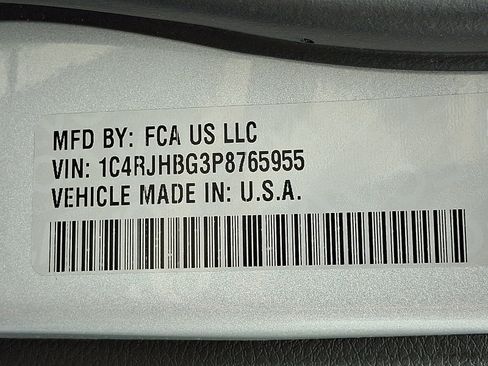 MFD BY: FCA US LLC
VIN: 1C4RJHBG3P8765955
VEHICLE MADE IN: U.S.A.